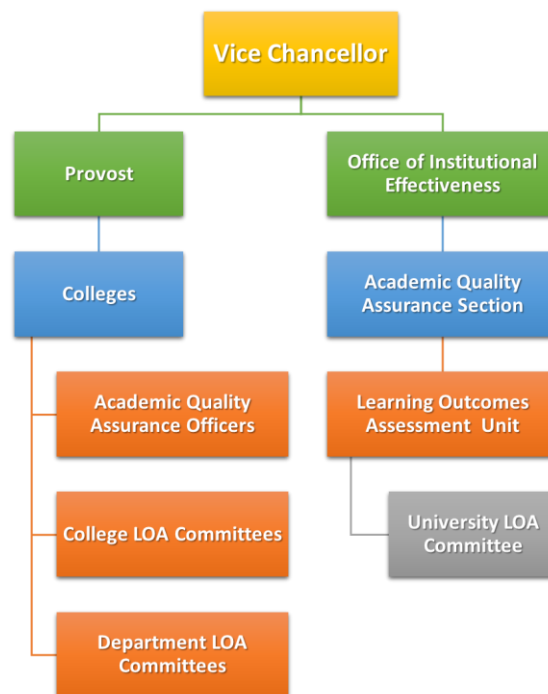 Vice Chancellor
Provost
Office of Institutional
Effectiveness
Colleges
Academic Quality
Assurance Section
Academic Quality
Assurance Officers
Learning Outcomes
Assessment Unit
College LOA Committees
University LOA
Committee
Department LOA
Committees